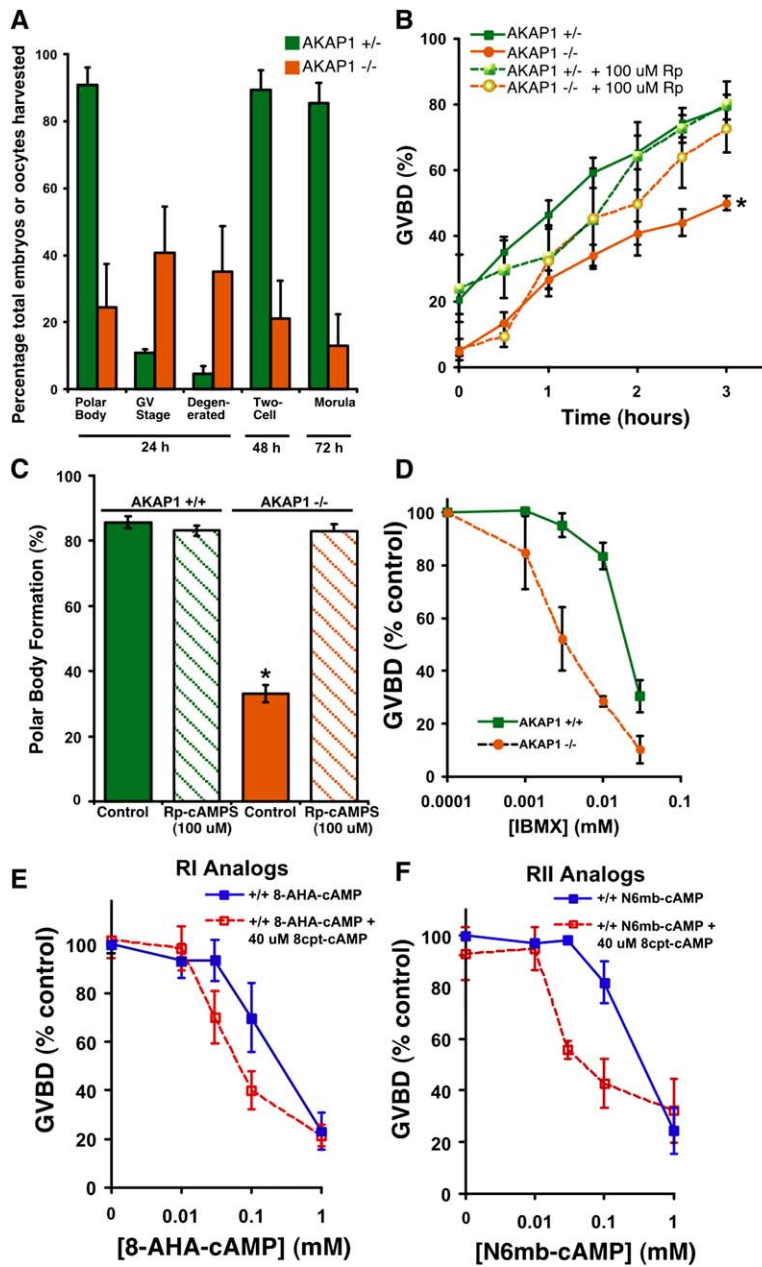 A
AKAP1 +/-
AKAP1 -/-
Percentage total embryos or oocytes harvested
100
80
60
40
20
0
Polar Body
GV Stage
Degen-erated
Two-Cell
Morula
24 h
48 h
72 h
B
AKAP1 +/-
AKAP1 -/-
AKAP1 +/- + 100 uM Rp
AKAP1 -/- + 100 uM Rp
GVBD (%)
100
80
60
40
20
0
*
0
1
2
3
Time (hours)
C
Polar Body Formation (%)
100
80
60
40
20
0
AKAP1 +/+
AKAP1 -/-
*
Control
Rp-cAMPS (100 uM)
Control
Rp-cAMPS (100 uM)
D
GVBD (% control)
100
80
60
40
20
0
AKAP1 +/+
AKAP1 -/-
0.0001
0.001
0.01
0.1
[IBMX] (mM)
E
RI Analogs
+/+ 8-AHA-cAMP
+/+ 8-AHA-cAMP +
40 uM 8cpt-cAMP
GVBD (% control)
100
80
60
40
20
0
0
0.01
0.1
1
[8-AHA-cAMP] (mM)
F
RII Analogs
+/+ N6mb-cAMP
+/+ N6mb-cAMP +
40 uM 8cpt-cAMP
GVBD (% control)
100
80
60
40
20
0
0
0.01
0.1
1
[N6mb-cAMP] (mM)